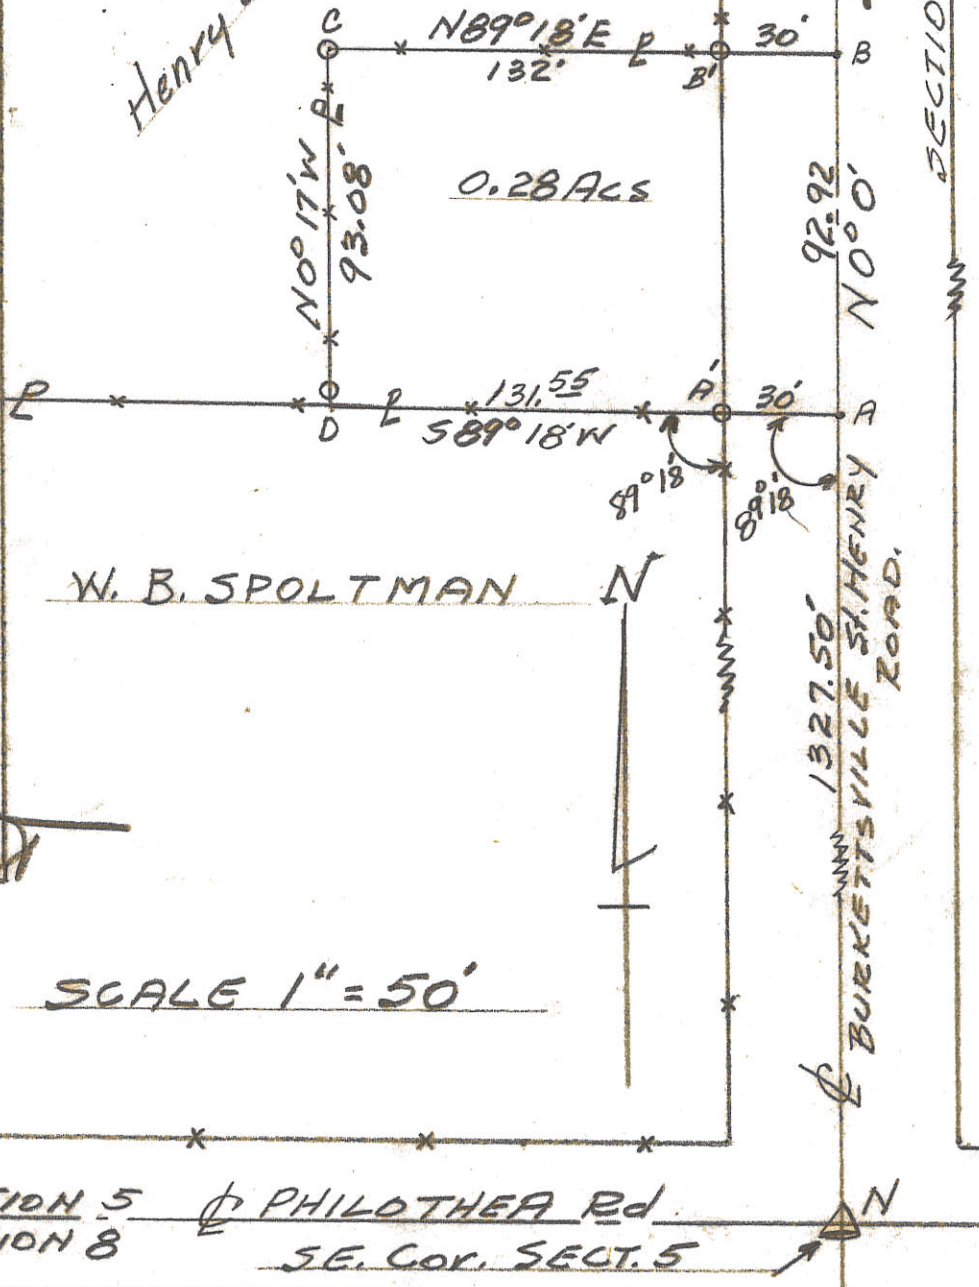 Henry
C
N89°18'E
132'
P
B'
30'
B
SECTIO
P
N0°17'W
93.08'
0.28 Acs
92.92
N0°0'
P
D
P
131.55
S89°18'W
A'
30'
A
89°18'
89°18'
W. B. SPOLTMAN
N
1327.50'
BURKETTSVILLE St. HENRY
ROAD.
SCALE 1"=50'
℄
TION 5
ION 8
℄ PHILOTHEA Rd
SE. Cor. SECT. 5
N